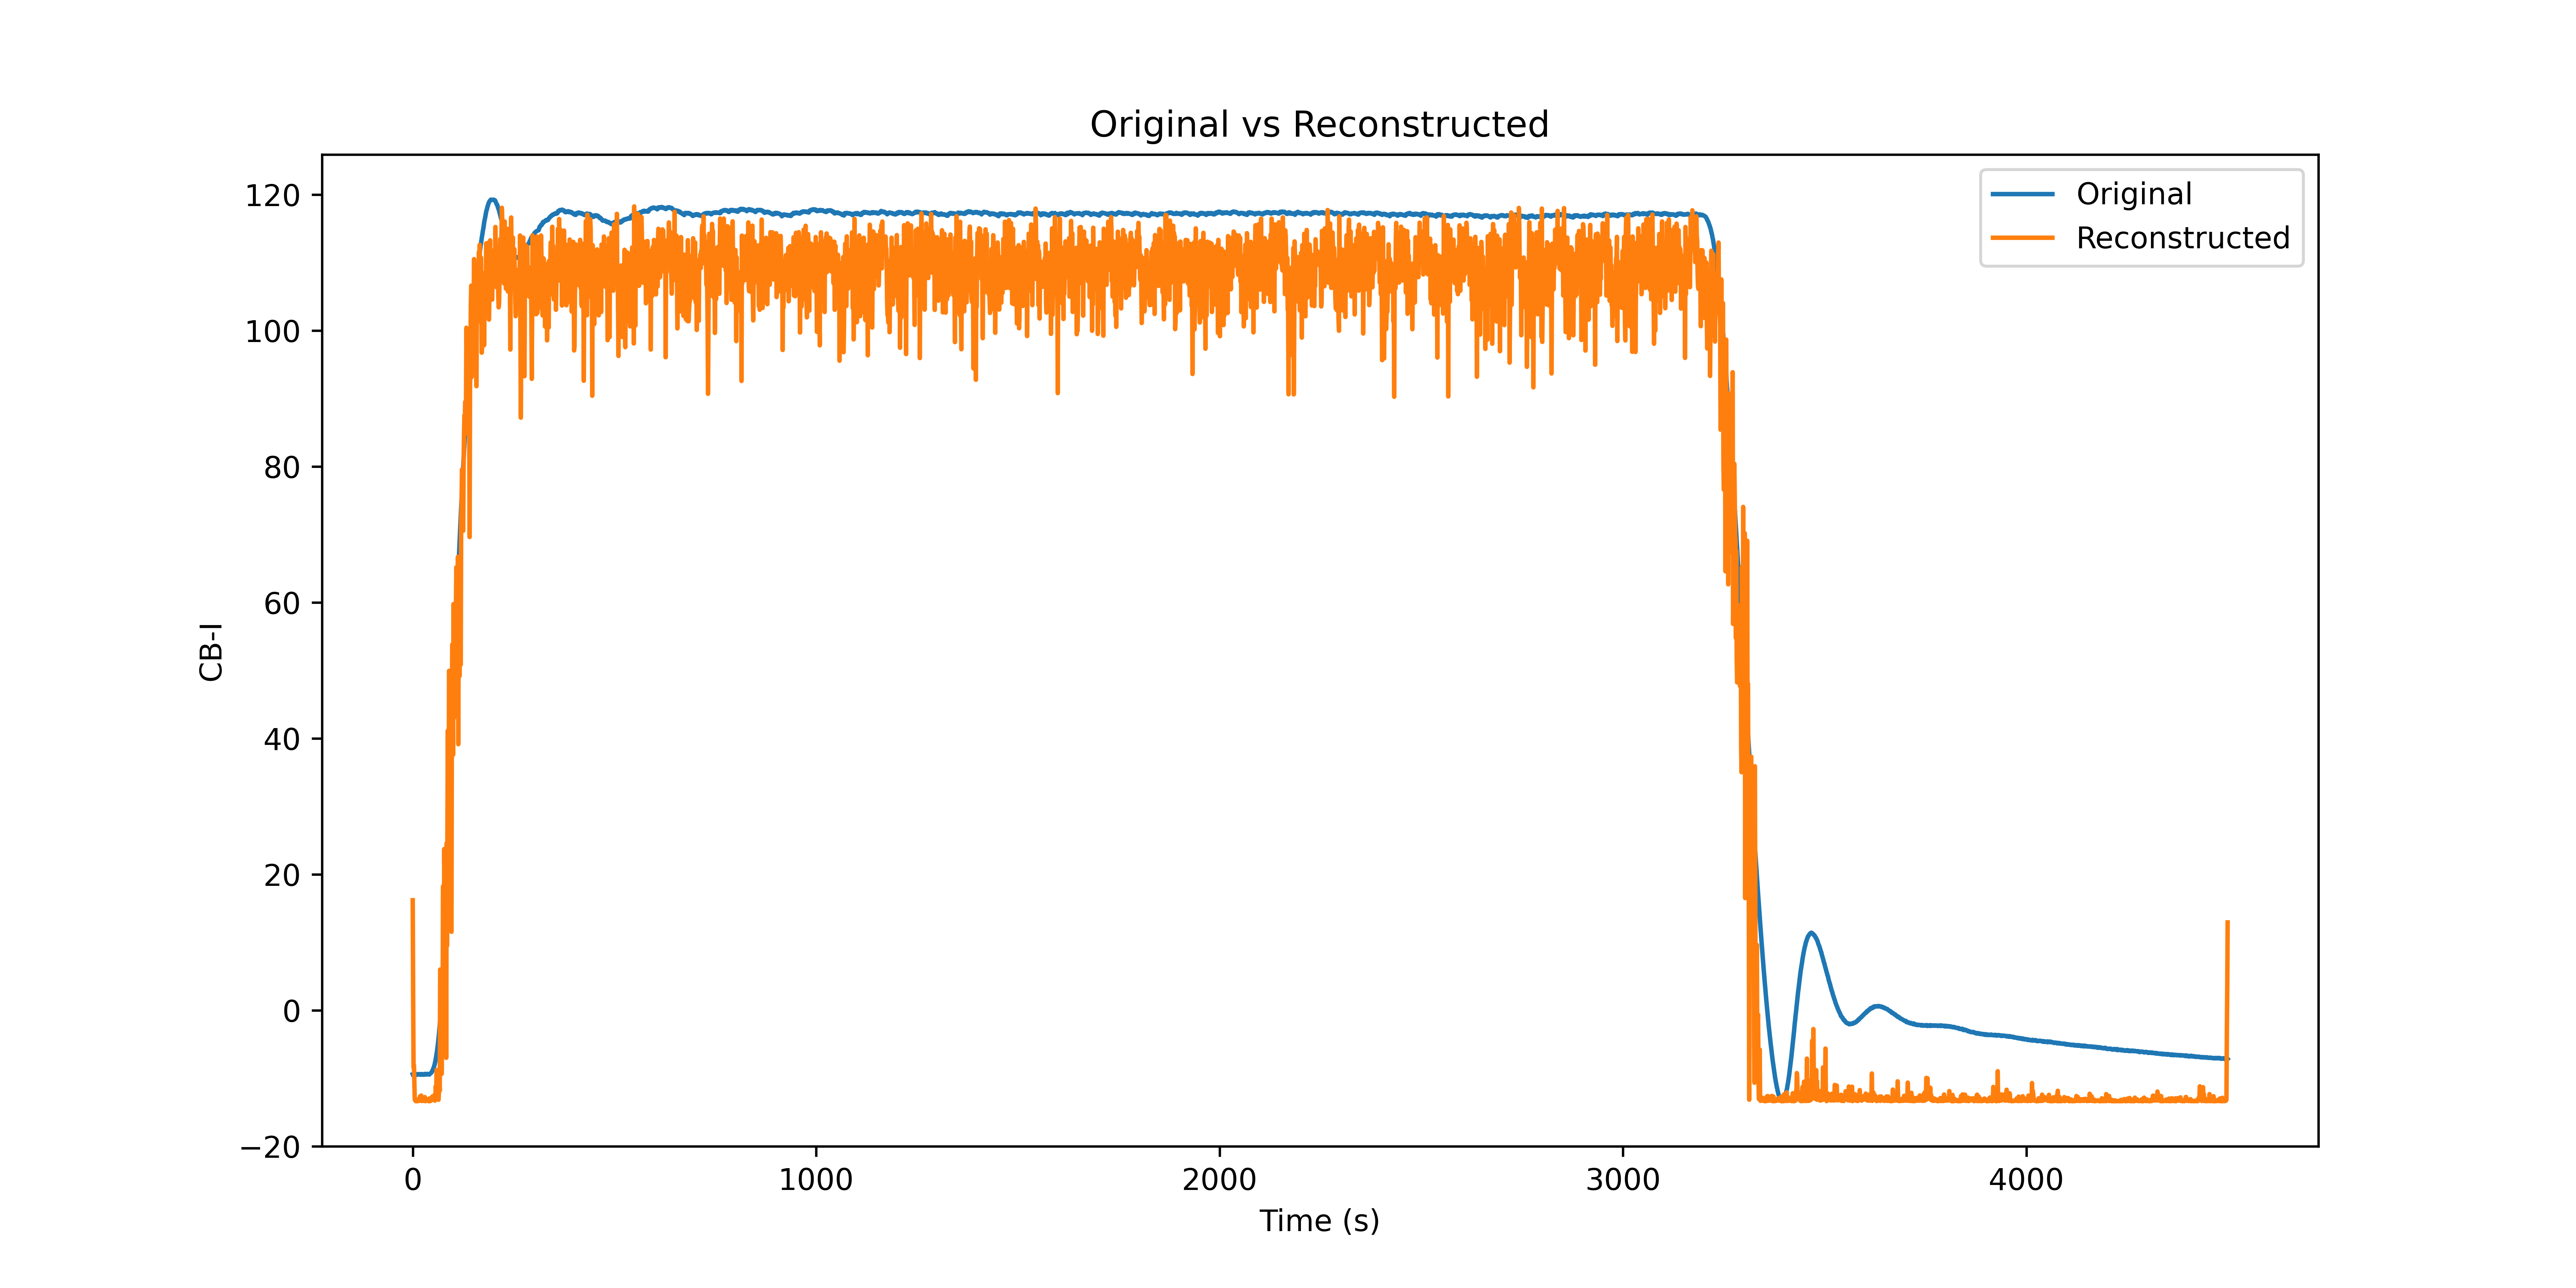 Original vs Reconstructed
Original
Reconstructed
120
100
80
60
40
20
0
−20
CB-I
0 1000 2000 3000 4000
Time (s)